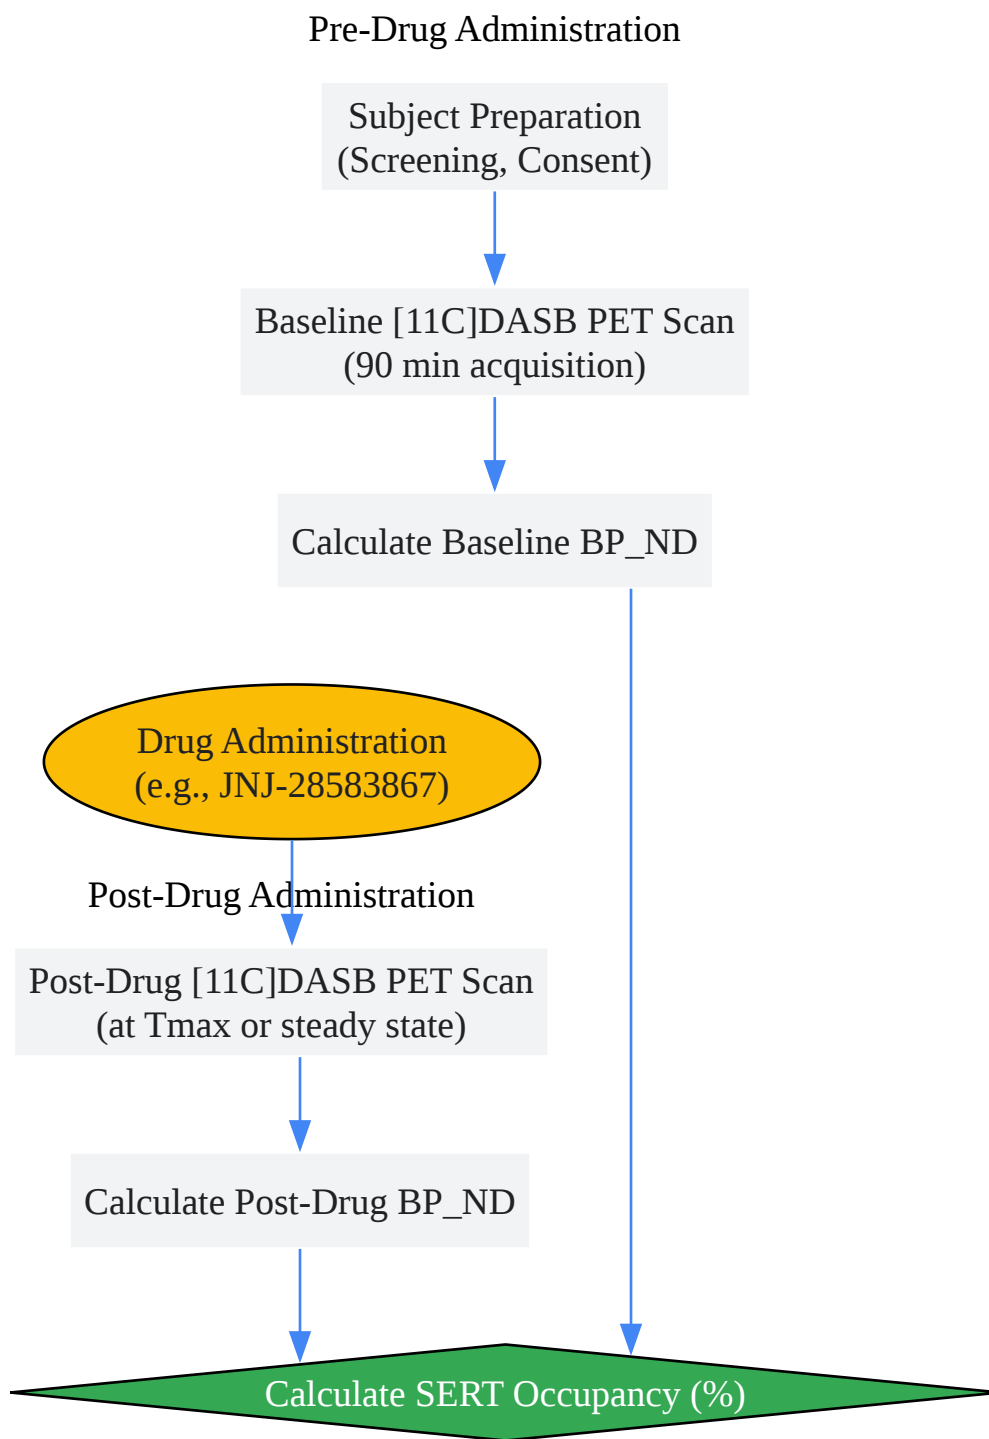 Pre-Drug Administration
Subject Preparation
(Screening, Consent)
Baseline [11C]DASB PET Scan
(90 min acquisition)
Calculate Baseline BP_ND
Drug Administration
(e.g., JNJ-28583867)
Post-Drug Administration
Post-Drug [11C]DASB PET Scan
(at Tmax or steady state)
Calculate Post-Drug BP_ND
Calculate SERT Occupancy (%)